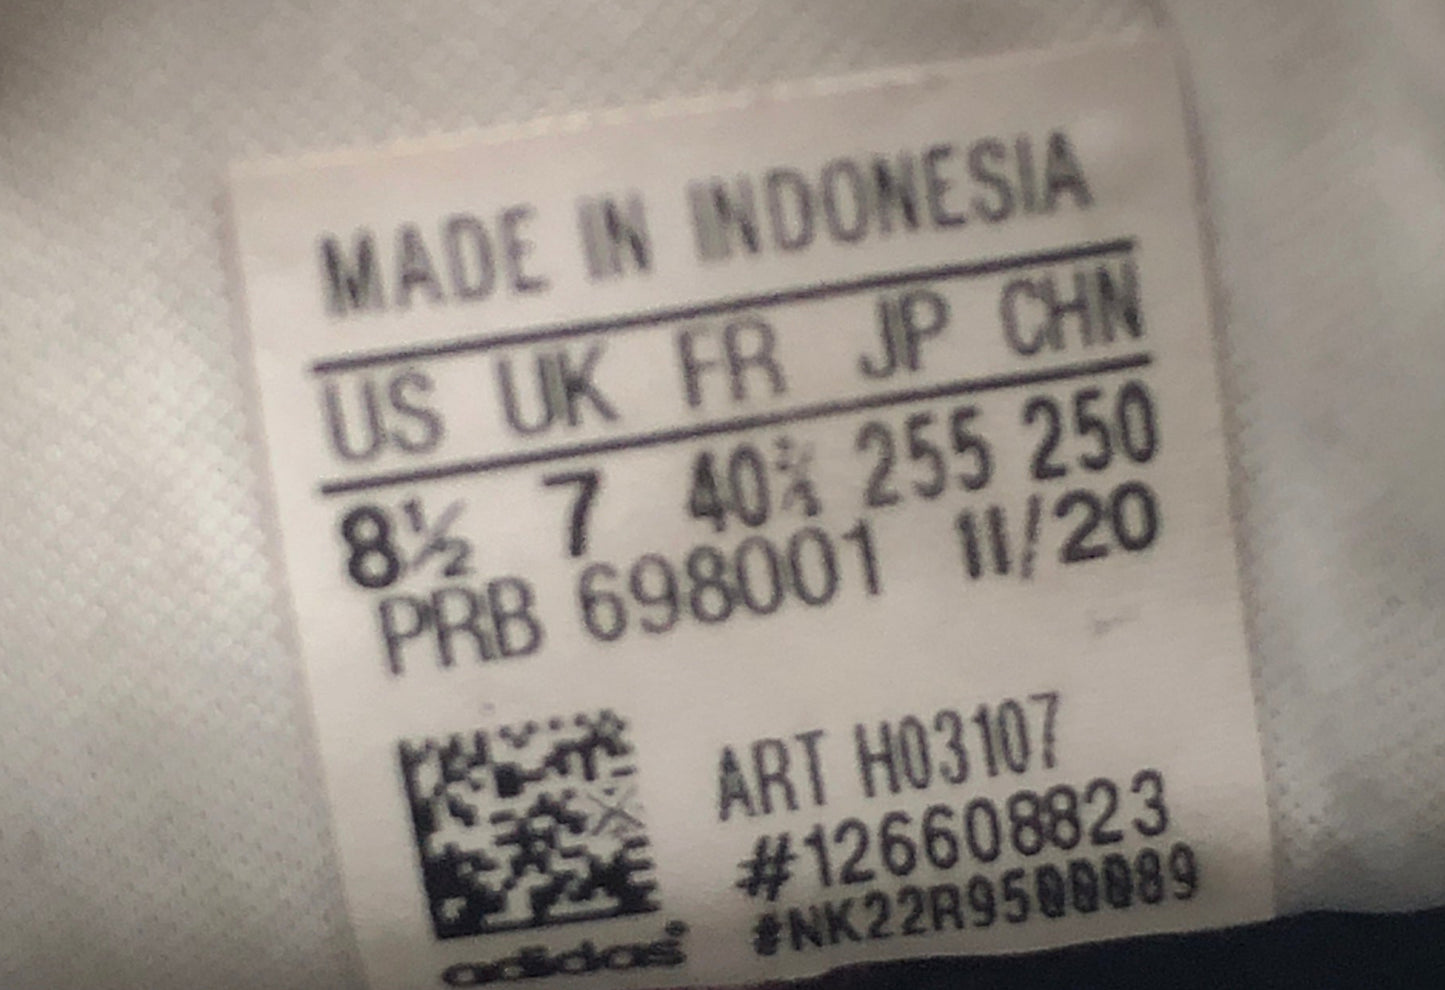 MADE IN INDONESIA
US UK FR JP CHN
8½ 7 40⅔ 255 250
PRB 698001 11/20
ART H03107
#126608823
#NK22R9500089
adidas